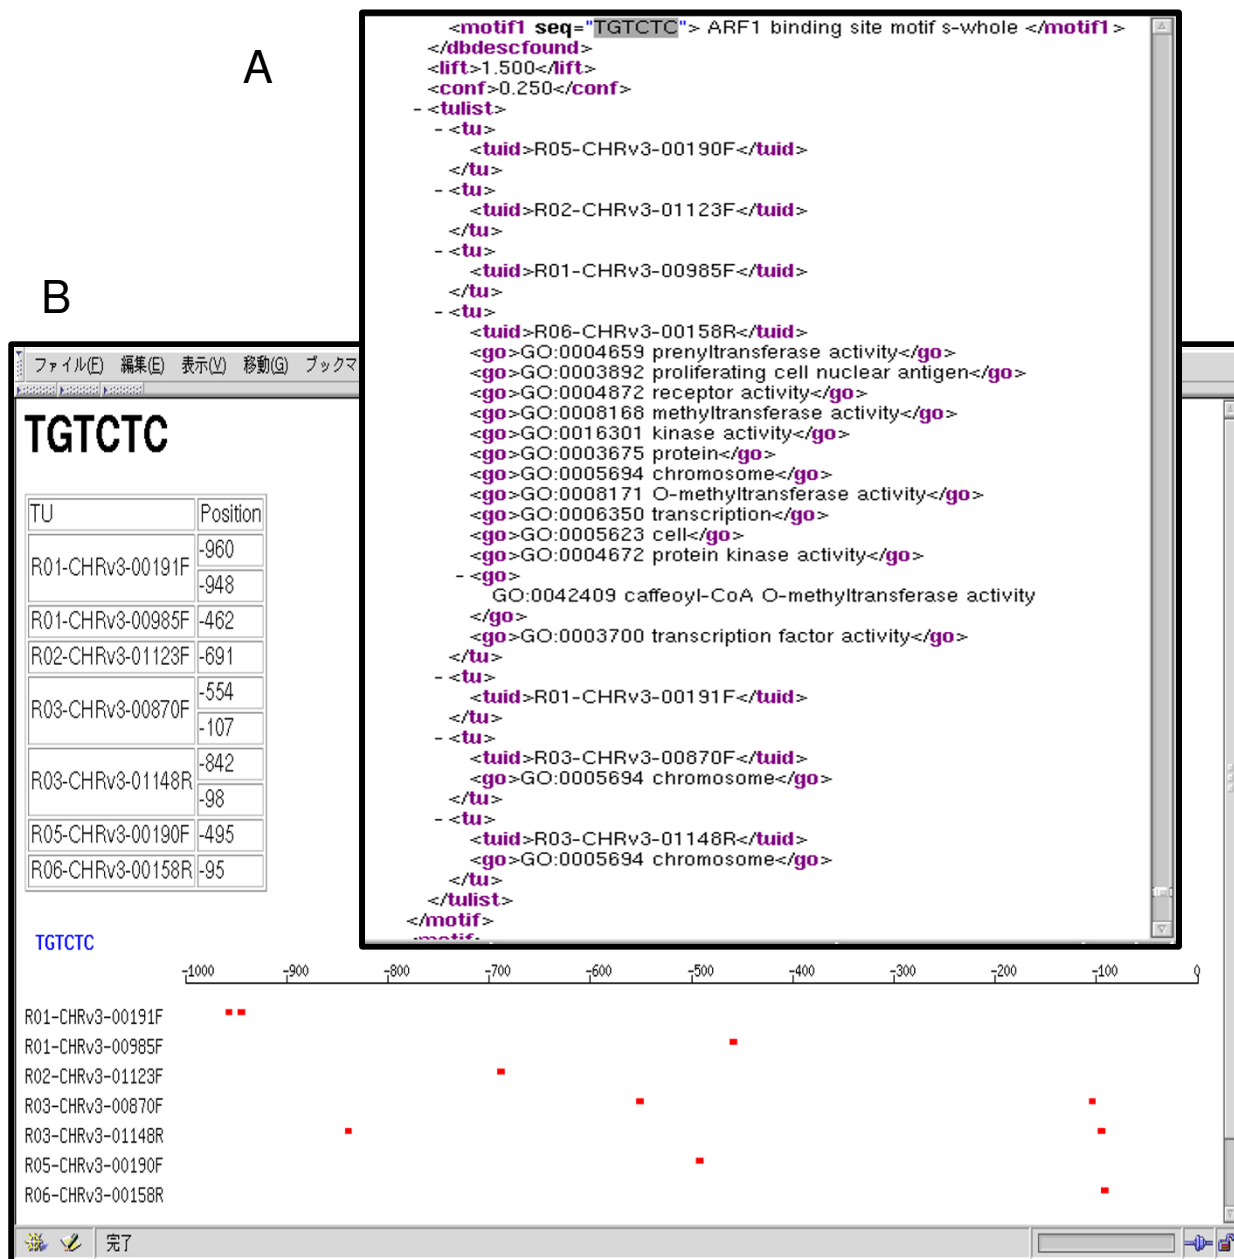 A
<motif1 seq="TGTCTC"> ARF1 binding site motif s-whole </motif1>
</dbdescfound>
<lift>1.500</lift>
<conf>0.250</conf>
- <tulist>
- <tu>
<tuid>R05-CHRv3-00190F</tuid>
</tu>
- <tu>
<tuid>R02-CHRv3-01123F</tuid>
</tu>
- <tu>
<tuid>R01-CHRv3-00985F</tuid>
</tu>
- <tu>
<tuid>R06-CHRv3-00158R</tuid>
<go>GO:0004659 prenyltransferase activity</go>
<go>GO:0003892 proliferating cell nuclear antigen</go>
<go>GO:0004872 receptor activity</go>
<go>GO:0008168 methyltransferase activity</go>
<go>GO:0016301 kinase activity</go>
<go>GO:0003675 protein</go>
<go>GO:0005694 chromosome</go>
<go>GO:0008171 O-methyltransferase activity</go>
<go>GO:0006350 transcription</go>
<go>GO:0005623 cell</go>
<go>GO:0004672 protein kinase activity</go>
- <go>
GO:0042409 caffeoyl-CoA O-methyltransferase activity
</go>
<go>GO:0003700 transcription factor activity</go>
</tu>
- <tu>
<tuid>R01-CHRv3-00191F</tuid>
</tu>
- <tu>
<tuid>R03-CHRv3-00870F</tuid>
<go>GO:0005694 chromosome</go>
</tu>
- <tu>
<tuid>R03-CHRv3-01148R</tuid>
<go>GO:0005694 chromosome</go>
</tu>
</tulist>
</motif>
B
ファイル(F) 編集(E) 表示(V) 移動(G) ブックマ
TGTCTC
TU Position
R01-CHRv3-00191F -960
-948
R01-CHRv3-00985F -462
R02-CHRv3-01123F -691
R03-CHRv3-00870F -554
-107
R03-CHRv3-01148R -842
-98
R05-CHRv3-00190F -495
R06-CHRv3-00158R -95
TGTCTC
-1000 -900 -800 -700 -600 -500 -400 -300 -200 -100 0
R01-CHRv3-00191F
R01-CHRv3-00985F
R02-CHRv3-01123F
R03-CHRv3-00870F
R03-CHRv3-01148R
R05-CHRv3-00190F
R06-CHRv3-00158R
完了